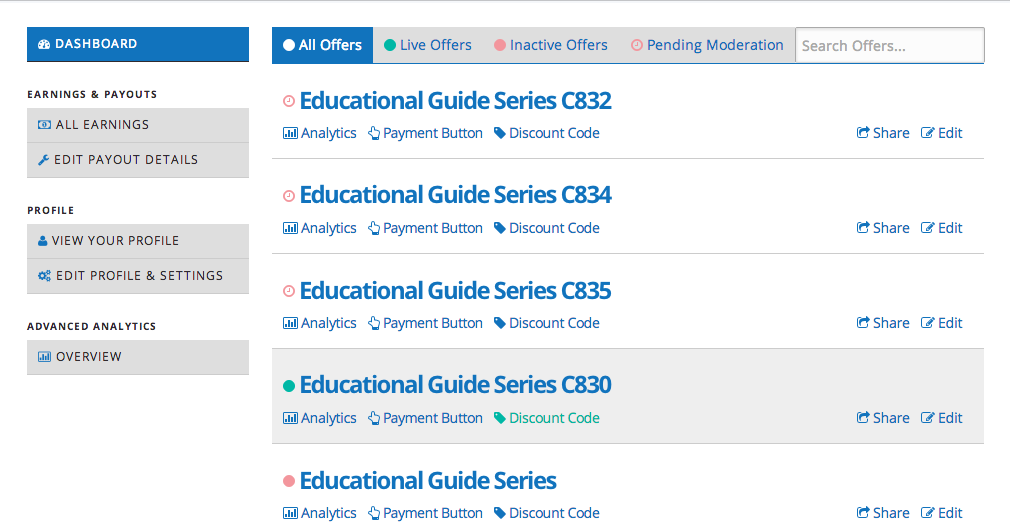 DASHBOARD
EARNINGS & PAYOUTS
ALL EARNINGS
EDIT PAYOUT DETAILS
PROFILE
VIEW YOUR PROFILE
EDIT PROFILE & SETTINGS
ADVANCED ANALYTICS
OVERVIEW
All Offers Live Offers Inactive Offers Pending Moderation Search Offers...
Educational Guide Series C832
Analytics Payment Button Discount Code Share Edit
Educational Guide Series C834
Analytics Payment Button Discount Code Share Edit
Educational Guide Series C835
Analytics Payment Button Discount Code Share Edit
Educational Guide Series C830
Analytics Payment Button Discount Code Share Edit
Educational Guide Series
Analytics Payment Button Discount Code Share Edit